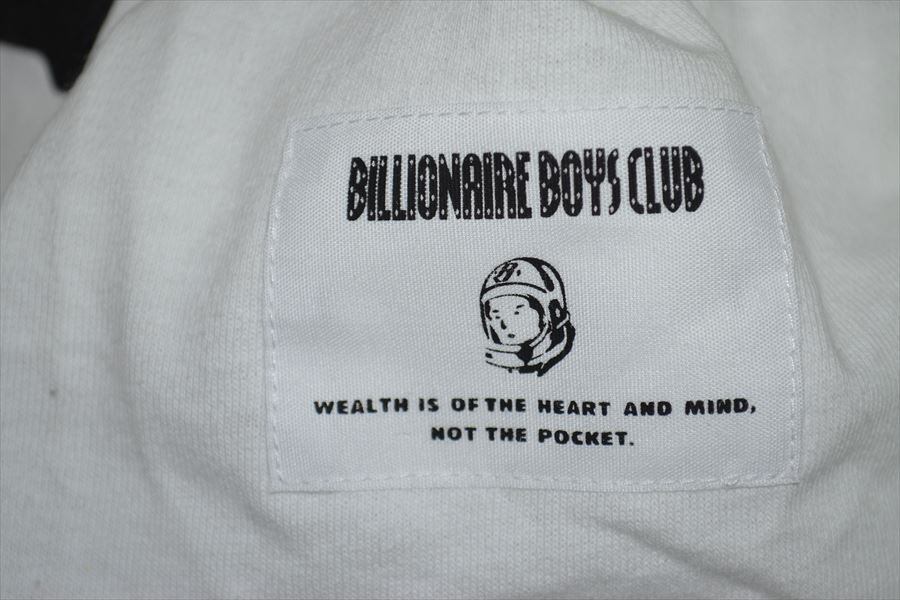 BILLIONAIRE BOYS CLUB
WEALTH IS OF THE HEART AND MIND,
NOT THE POCKET.